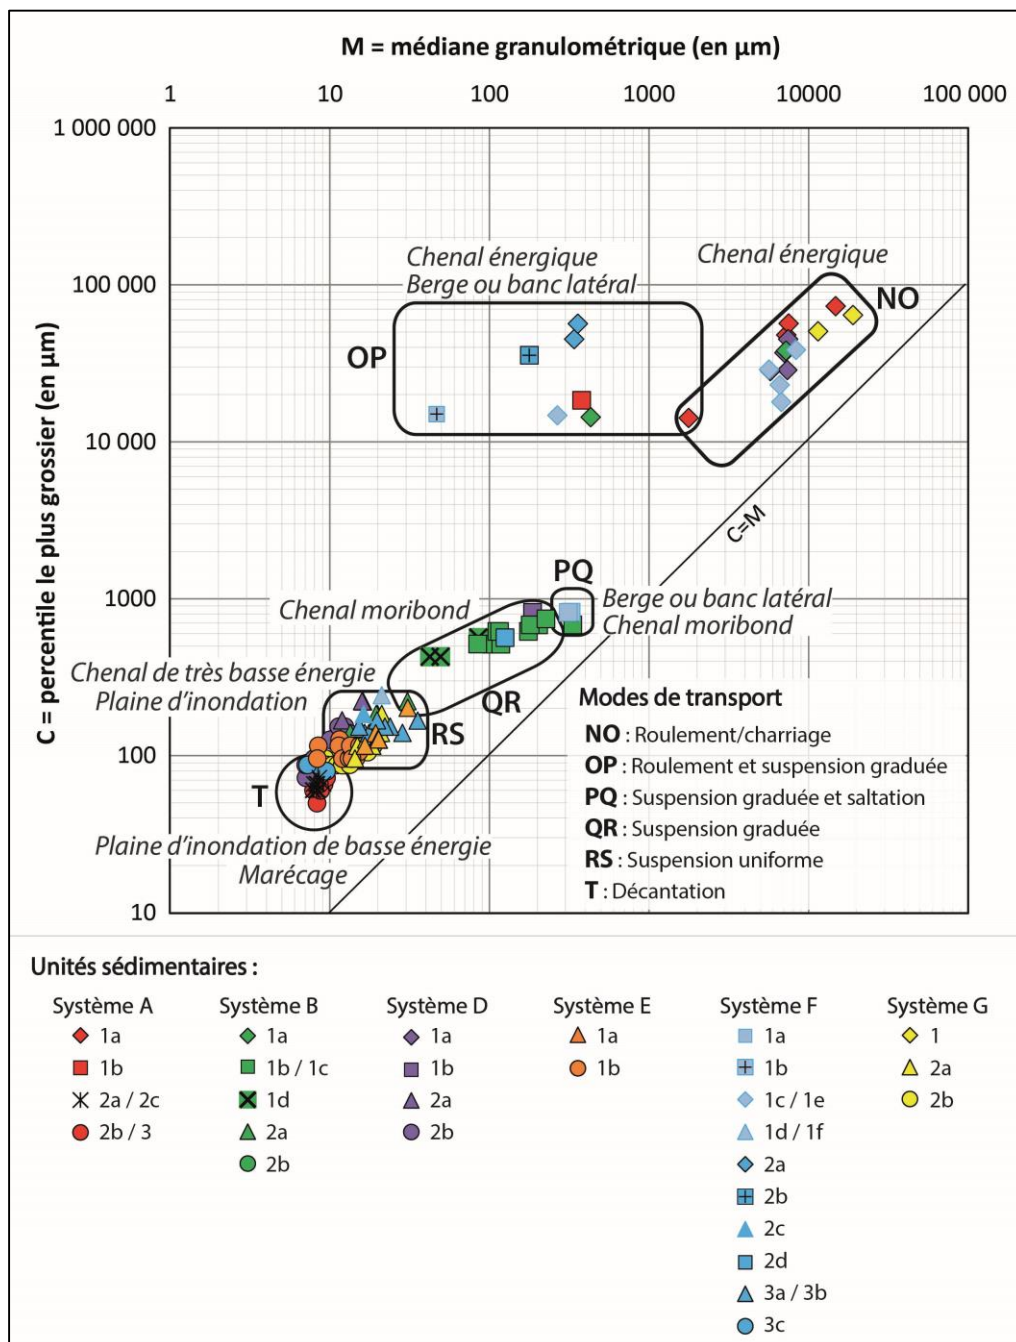 M = médiane granulométrique (en µm)
1 10 100 1000 10000 100 000
C = percentile le plus grossier (en µm)
1 000 000
100 000
10 000
1000
100
10
Chenal énergique
Berge ou banc latéral
OP
Chenal énergique
NO
C=M
PQ
Berge ou banc latéral
Chenal moribond
Chenal moribond
QR
Chenal de très basse énergie
Plaine d'inondation
RS
T
Plaine d'inondation de basse énergie
Marécage
Modes de transport
NO : Roulement/charriage
OP : Roulement et suspension graduée
PQ : Suspension graduée et saltation
QR : Suspension graduée
RS : Suspension uniforme
T : Décantation
Unités sédimentaires :
Système A
1a
1b
2a / 2c
2b / 3
Système B
1a
1b / 1c
1d
2a
2b
Système D
1a
1b
2a
2b
Système E
1a
1b
Système F
1a
1b
1c / 1e
1d / 1f
2a
2b
2c
2d
3a / 3b
3c
Système G
1
2a
2b